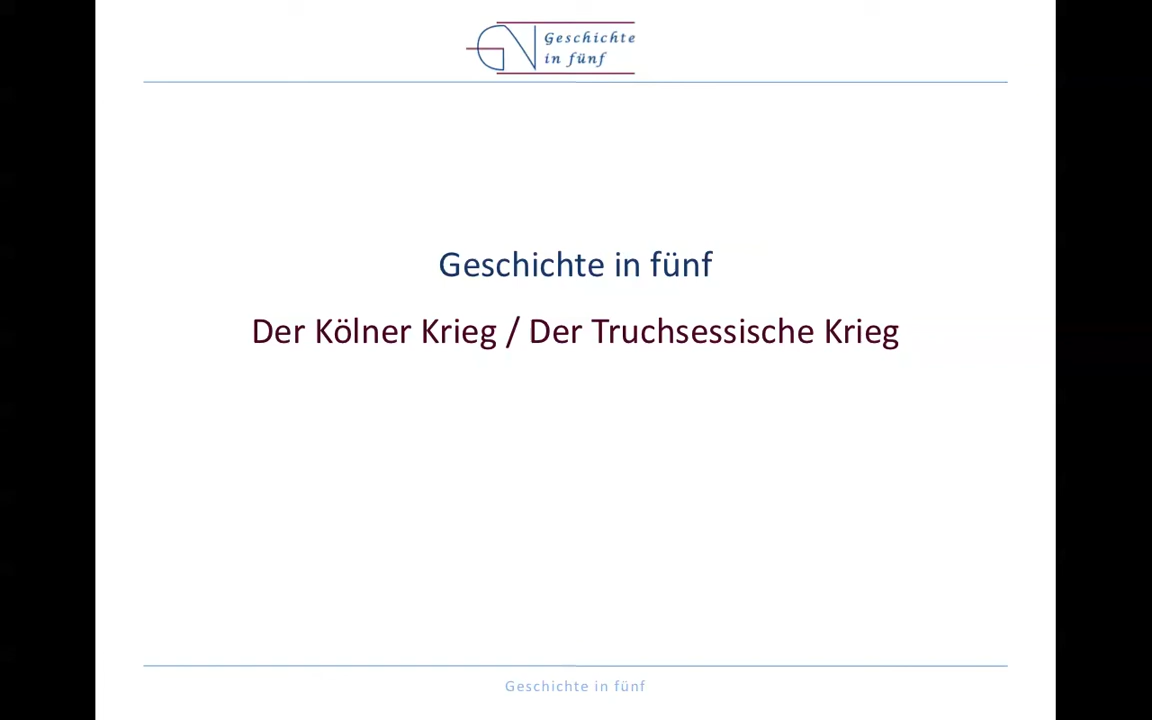 Geschichte
in fünf
Geschichte in fünf
Der Kölner Krieg / Der Truchsessische Krieg
Geschichte in fünf